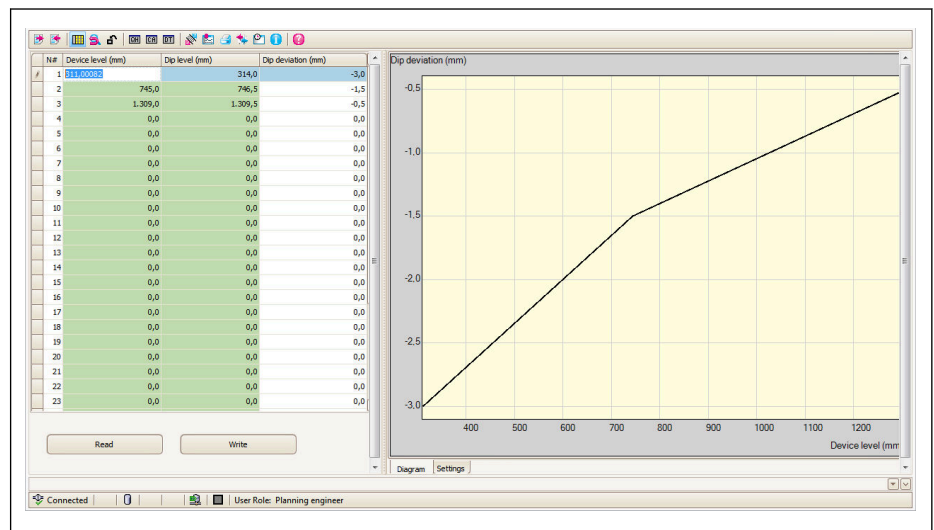 GH CA DT
N# Device level (mm) Dip level (mm) Dip deviation (mm)
1 311,00082 314,0 -3,0
2 745,0 746,5 -1,5
3 1.309,0 1.309,5 -0,5
4 0,0 0,0 0,0
5 0,0 0,0 0,0
6 0,0 0,0 0,0
7 0,0 0,0 0,0
8 0,0 0,0 0,0
9 0,0 0,0 0,0
10 0,0 0,0 0,0
11 0,0 0,0 0,0
12 0,0 0,0 0,0
13 0,0 0,0 0,0
14 0,0 0,0 0,0
15 0,0 0,0 0,0
16 0,0 0,0 0,0
17 0,0 0,0 0,0
18 0,0 0,0 0,0
19 0,0 0,0 0,0
20 0,0 0,0 0,0
21 0,0 0,0 0,0
22 0,0 0,0 0,0
23 0,0 0,0 0,0
Read Write
Dip deviation (mm)
-0,5
-1,0
-1.5
-2.0
-2.5
-3.0
400 500 600 700 800 900 1000 1100 1200
Device level (mm
Diagram Settings
Connected User Role: Planning engineer